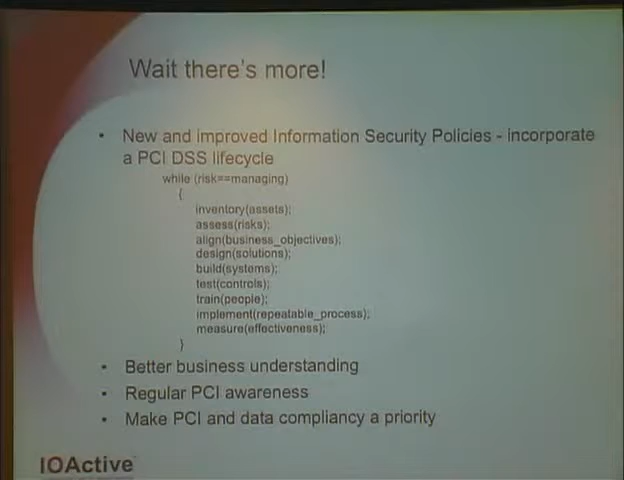 Wait there's more!
• New and improved Information Security Policies - incorporate
a PCI DSS lifecycle
while (risk==managing)
{
inventory(assets);
assess(risks);
align(business_objectives);
design(solutions);
build(systems);
test(controls);
train(people);
implement(repeatable_process);
measure(effectiveness);
}
• Better business understanding
• Regular PCI awareness
• Make PCI and data compliancy a priority
IOActive